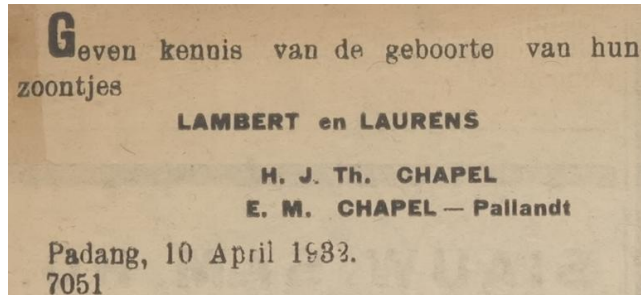 Geven kennis van de geboorte van hun
zoontjes
LAMBERT en LAURENS
H. J. Th. CHAPEL
E. M. CHAPEL — Pallandt
Padang, 10 April
7051